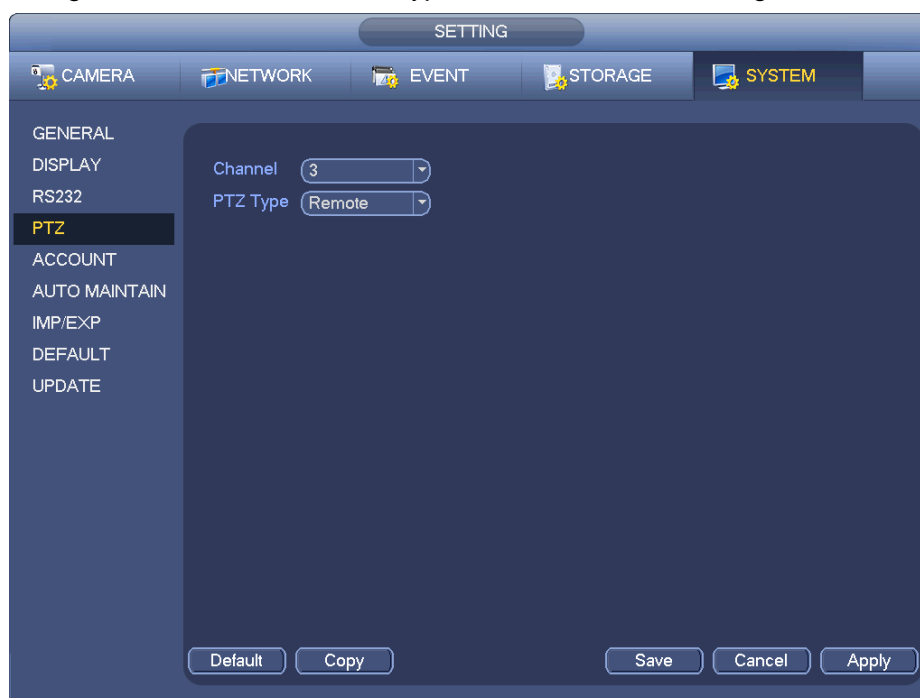 SETTING
CAMERA NETWORK EVENT STORAGE SYSTEM
GENERAL
DISPLAY Channel 3
RS232 PTZ Type Remote
PTZ
ACCOUNT
AUTO MAINTAIN
IMP/EXP
DEFAULT
UPDATE
Default Copy Save Cancel Apply